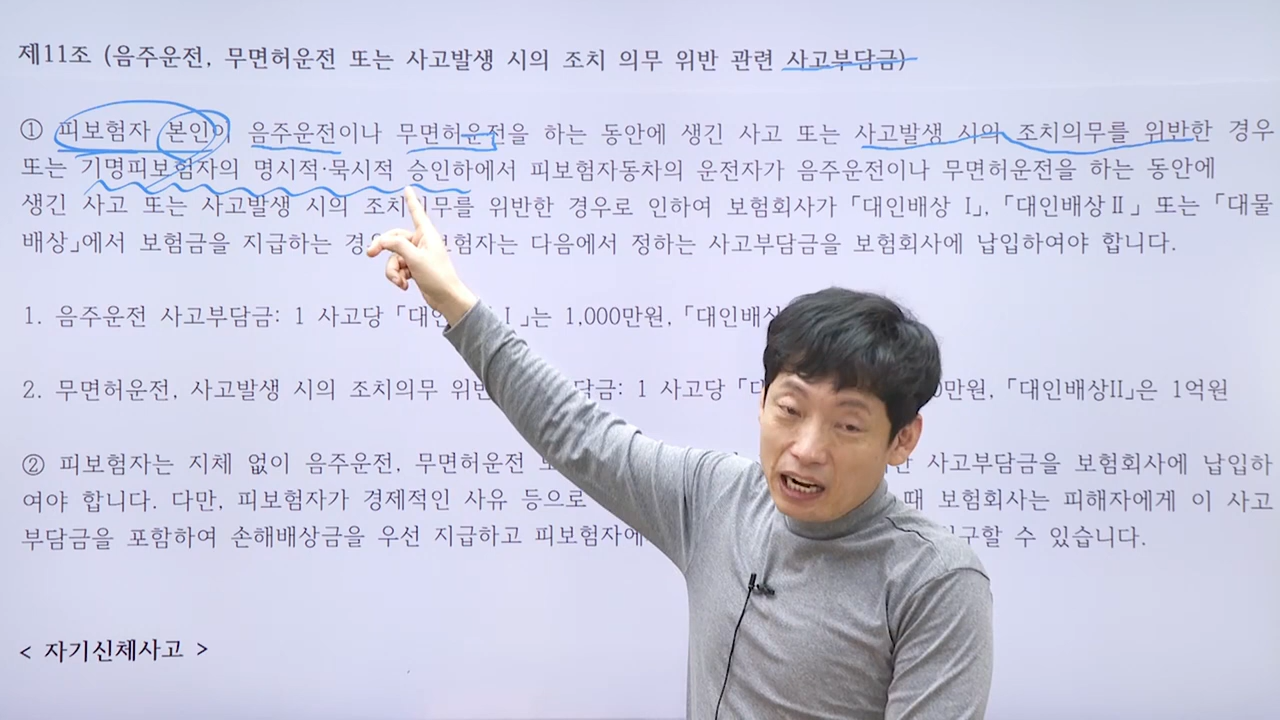 제11조 (음주운전, 무면허운전 또는 사고발생 시의 조치 의무 위반 관련 사고부담금)
① 피보험자 본인이 음주운전이나 무면허운전을 하는 동안에 생긴 사고 또는 사고발생 시의 조치의무를 위반한 경우
또는 기명피보험자의 명시적·묵시적 승인하에서 피보험자동차의 운전자가 음주운전이나 무면허운전을 하는 동안에
생긴 사고 또는 사고발생 시의 조치의무를 위반한 경우로 인하여 보험회사가 「대인배상 Ⅰ」, 「대인배상Ⅱ」 또는 「대물
배상」에서 보험금을 지급하는 경 보험자는 다음에서 정하는 사고부담금을 보험회사에 납입하여야 합니다.
1. 음주운전 사고부담금: 1 사고당 「대인 Ⅰ」는 1,000만원, 「대인배상
2. 무면허운전, 사고발생 시의 조치의무 위반 담금: 1 사고당 「대 0만원, 「대인배상II」은 1억원
② 피보험자는 지체 없이 음주운전, 무면허운전 사고부담금을 보험회사에 납입하
여야 합니다. 다만, 피보험자가 경제적인 사유 등으로 때 보험회사는 피해자에게 이 사고
부담금을 포함하여 손해배상금을 우선 지급하고 피보험자에 구할 수 있습니다.
< 자기신체사고 >